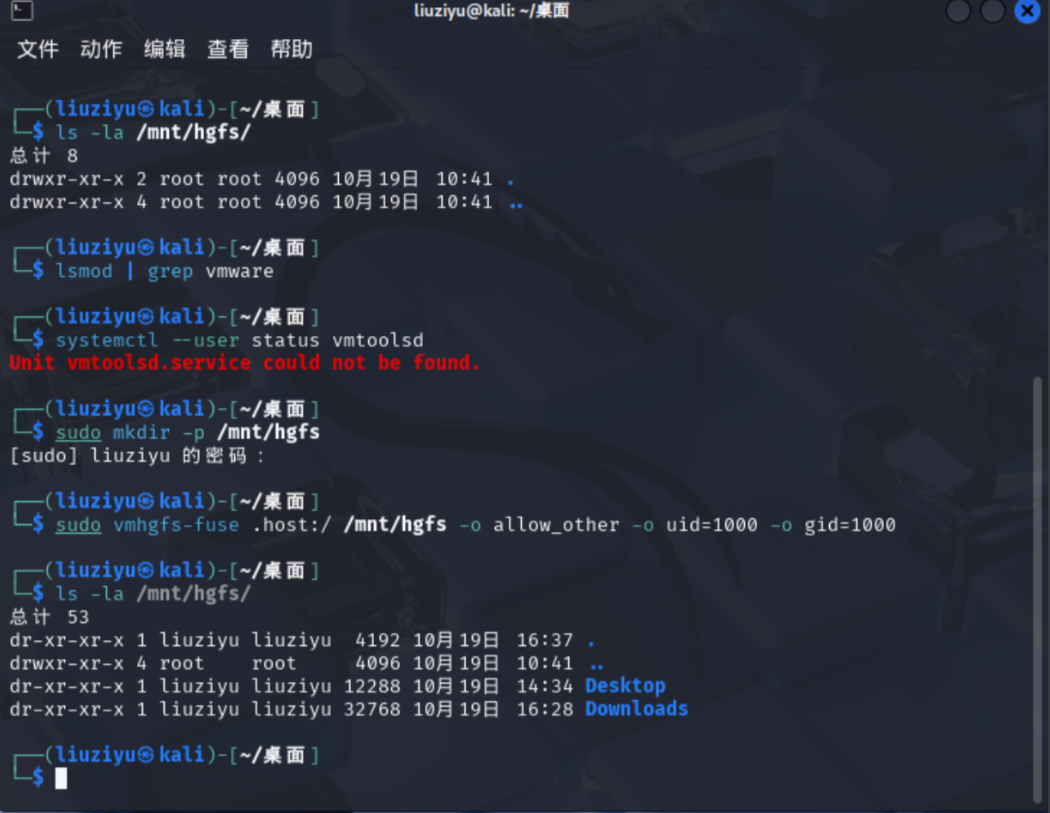 liuziyu@kali: ~/桌面
文件 动作 编辑 查看 帮助
┌──(liuziyu㉿kali)-[~/桌面]
└─$ ls -la /mnt/hgfs/
总计 8
drwxr-xr-x 2 root root 4096 10月19日 10:41 .
drwxr-xr-x 4 root root 4096 10月19日 10:41 ..
┌──(liuziyu㉿kali)-[~/桌面]
└─$ lsmod | grep vmware
┌──(liuziyu㉿kali)-[~/桌面]
└─$ systemctl --user status vmtoolsd
Unit vmtoolsd.service could not be found.
┌──(liuziyu㉿kali)-[~/桌面]
└─$ sudo mkdir -p /mnt/hgfs
[sudo] liuziyu 的密码：
┌──(liuziyu㉿kali)-[~/桌面]
└─$ sudo vmhgfs-fuse .host:/ /mnt/hgfs -o allow_other -o uid=1000 -o gid=1000
┌──(liuziyu㉿kali)-[~/桌面]
└─$ ls -la /mnt/hgfs/
总计 53
dr-xr-xr-x 1 liuziyu liuziyu  4192 10月19日 16:37 .
drwxr-xr-x 4 root    root     4096 10月19日 10:41 ..
dr-xr-xr-x 1 liuziyu liuziyu 12288 10月19日 14:34 Desktop
dr-xr-xr-x 1 liuziyu liuziyu 32768 10月19日 16:28 Downloads
┌──(liuziyu㉿kali)-[~/桌面]
└─$